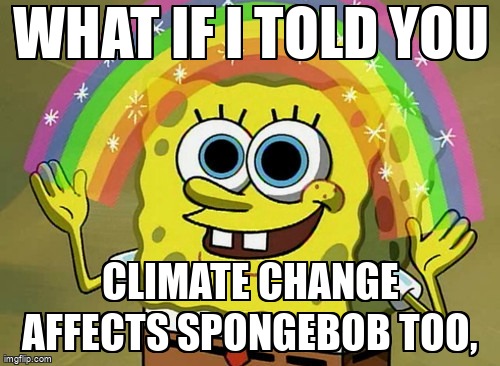 WHAT IF I TOLD YOU
CLIMATE CHANGE
AFFECTS SPONGEBOB TOO,
imgflip.com